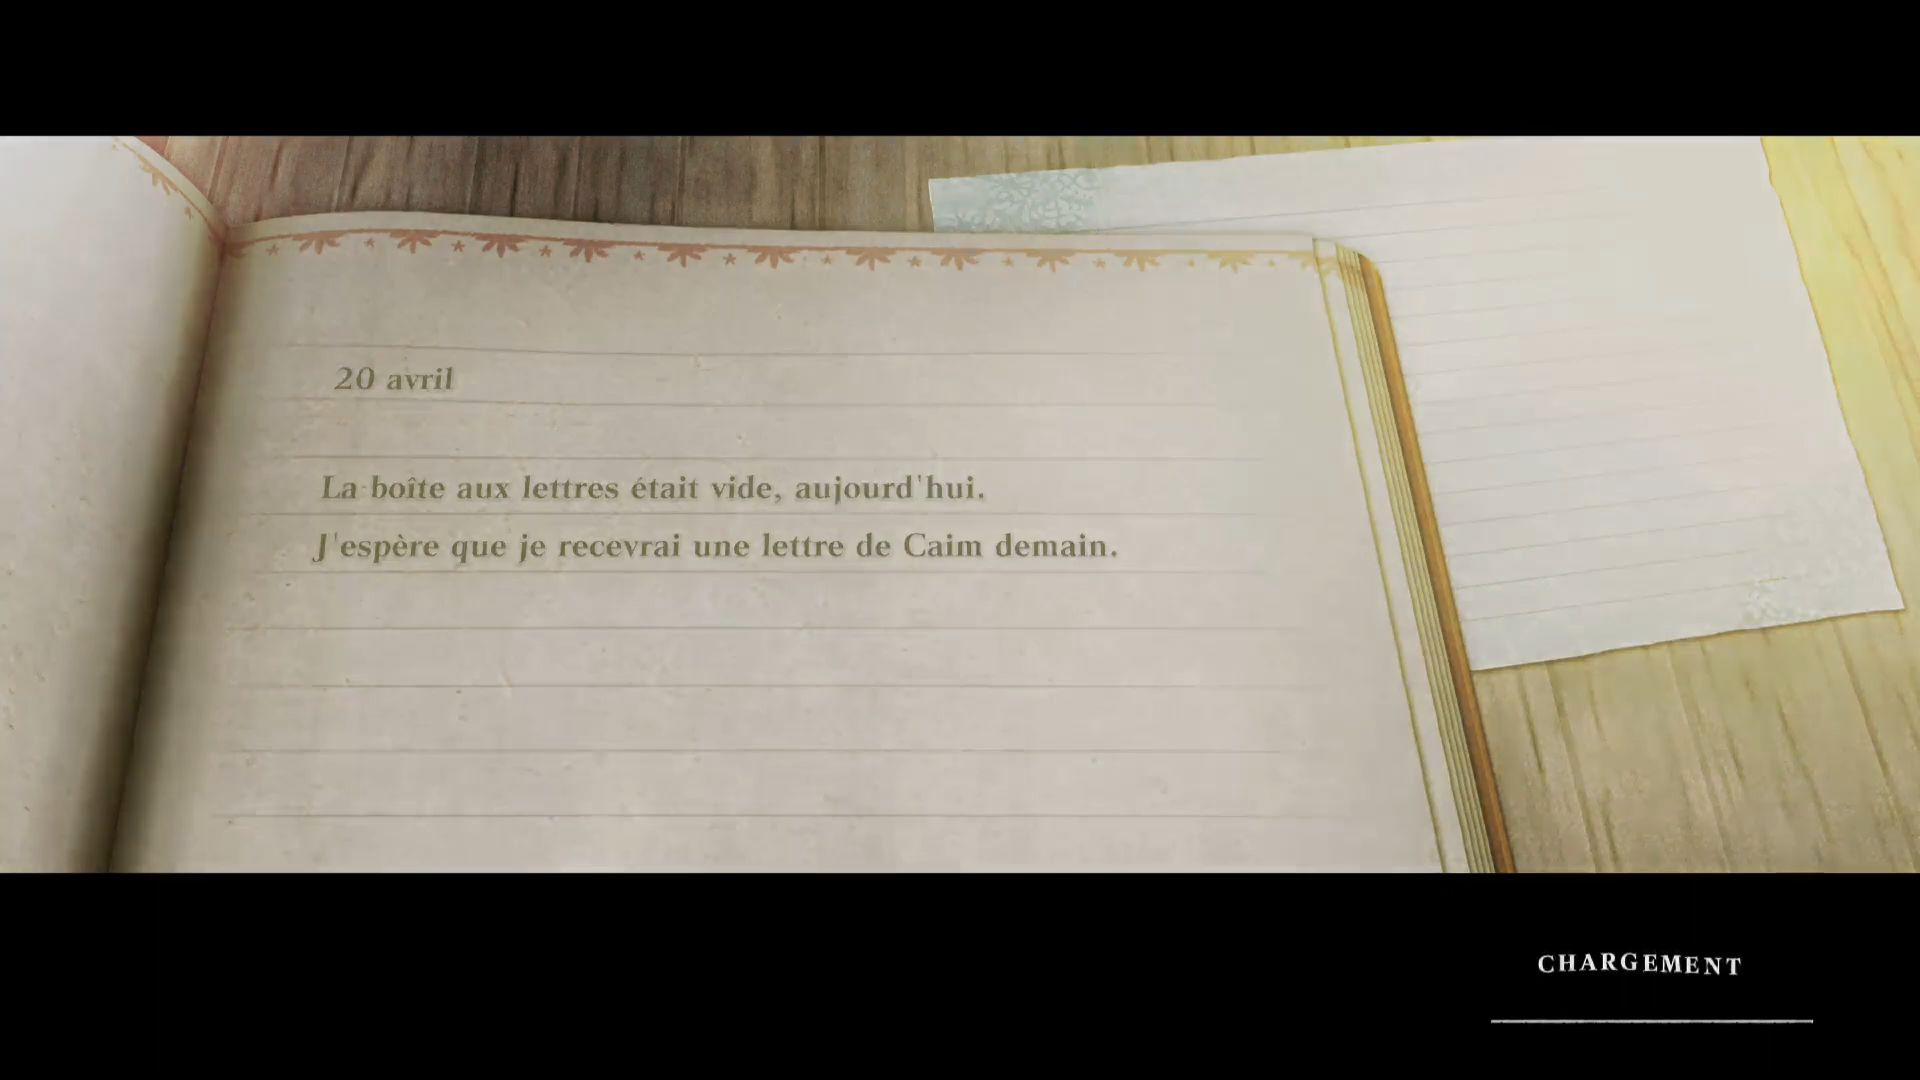 20 avril
La boîte aux lettres était vide, aujourd'hui.
J'espère que je recevrai une lettre de Caim demain.
CHARGEMENT